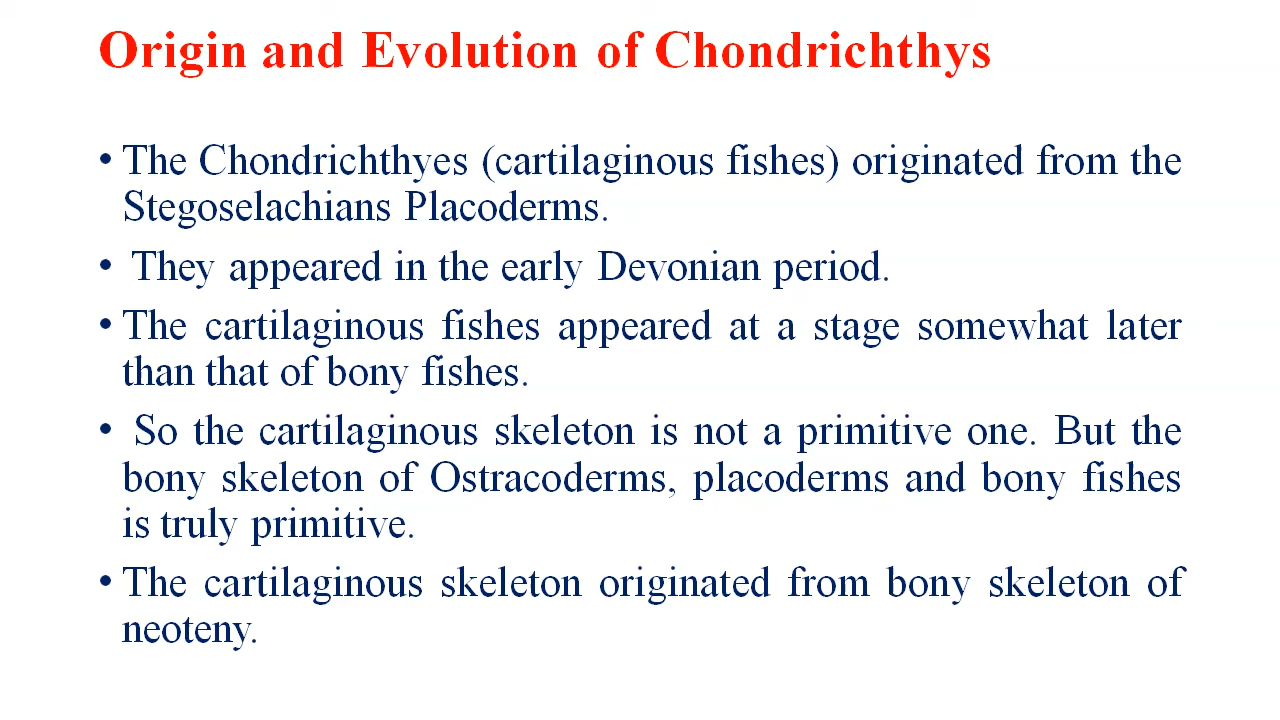 Origin and Evolution of Chondrichthys
• The Chondrichthyes (cartilaginous fishes) originated from the
Stegoselachians Placoderms.
• They appeared in the early Devonian period.
• The cartilaginous fishes appeared at a stage somewhat later
than that of bony fishes.
• So the cartilaginous skeleton is not a primitive one. But the
bony skeleton of Ostracoderms, placoderms and bony fishes
is truly primitive.
• The cartilaginous skeleton originated from bony skeleton of
neoteny.